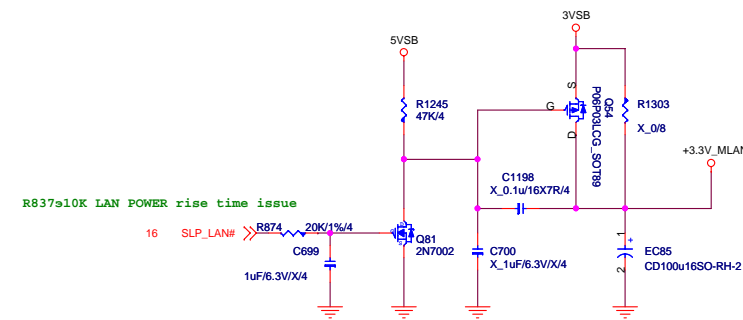 3VSB
5VSB
S
R1245
47K/4
G
Q54
P06P03LCG_SOT89
R1303
X_0/8
D
+3.3V_MLAN
C1198
X_0.1u/16X7R/4
R837э10K LAN POWER rise time issue
16 SLP_LAN# R874 20K/1%/4
Q81
2N7002
C699
1uF/6.3V/X/4
C700
X_1uF/6.3V/X/4
1
+
2
EC85
CD100u16SO-RH-2